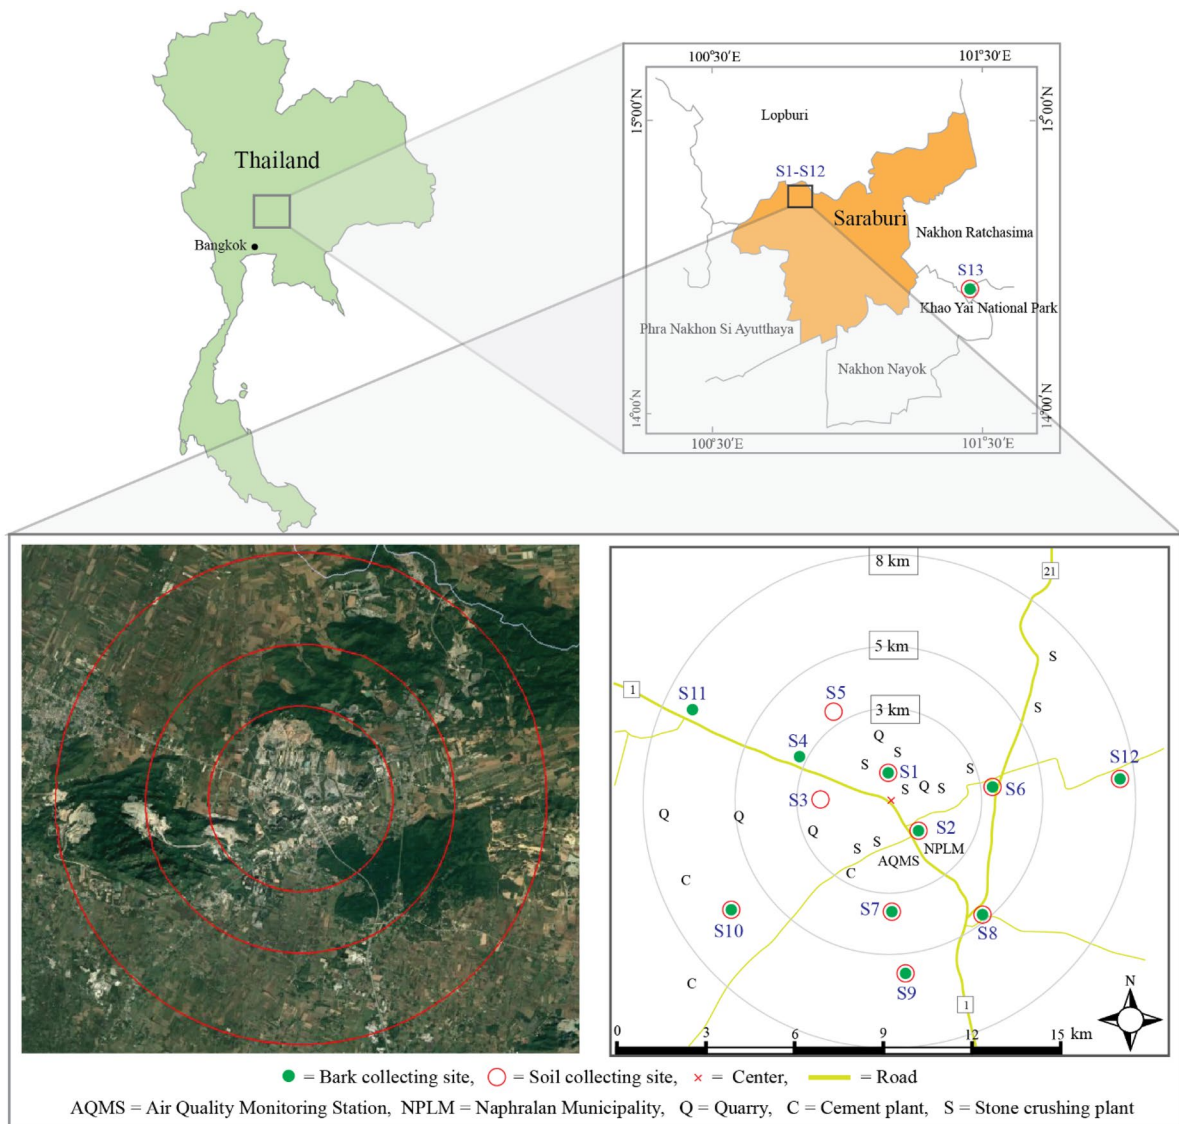 Thailand
Bangkok
100°30'E
101°30'E
15°00'N
15°00'N
Lopburi
S1-S12
Saraburi
Nakhon Ratchasima
S13
Khao Yai National Park
Phra Nakhon Si Ayutthaya
Nakhon Nayok
14°00'N
14°00'N
100°30'E
101°30'E
8 km
21
5 km
S
1
S11
S5
3 km
S
Q
S4
S
S
S
S12
S1
S
Q
S
S6
S3
Q
Q
Q
S2
S
S
NPLM
AQMS
C
C
S7
S10
S8
S9
C
N
1
0
3
6
9
12
15
km
= Bark collecting site,
= Soil collecting site,
= Center,
= Road
AQMS = Air Quality Monitoring Station, NPLM = Naphralan Municipality, Q = Quarry, C = Cement plant, S = Stone crushing plant